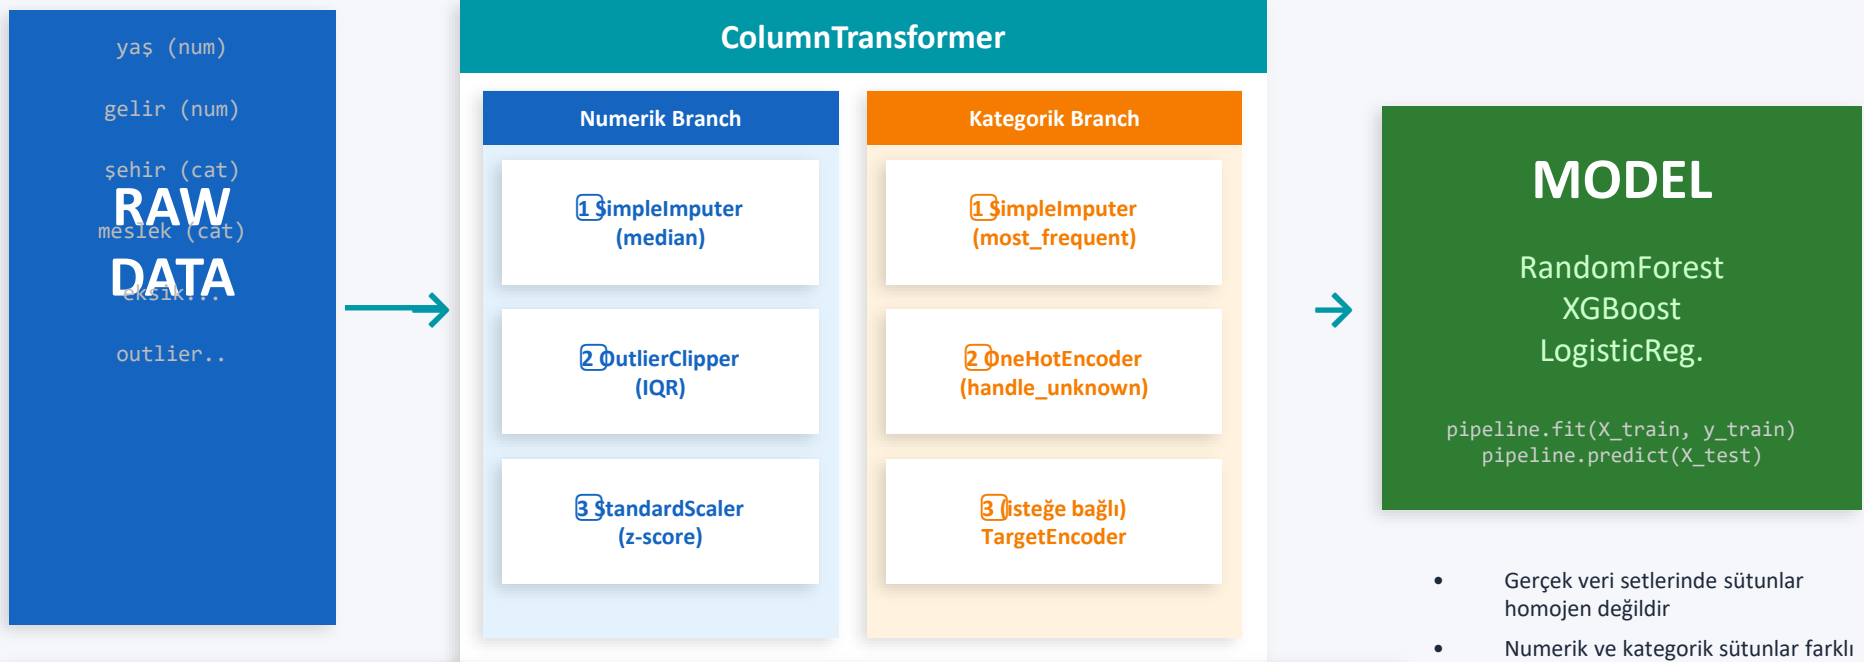 yaş (num)
gelir (num)
şehir (cat)
RAW
meslek (cat)
DATA
eksik...
outlier..
ColumnTransformer
Numerik Branch
1 SimpleImputer
(median)
2 OutlierClipper
(IQR)
3 StandardScaler
(z-score)
Kategorik Branch
1 SimpleImputer
(most_frequent)
2 OneHotEncoder
(handle_unknown)
3 (isteğe bağlı)
TargetEncoder
MODEL
RandomForest
XGBoost
LogisticReg.
pipeline.fit(X_train, y_train)
pipeline.predict(X_test)
• Gerçek veri setlerinde sütunlar
homojen değildir
• Numerik ve kategorik sütunlar farklı